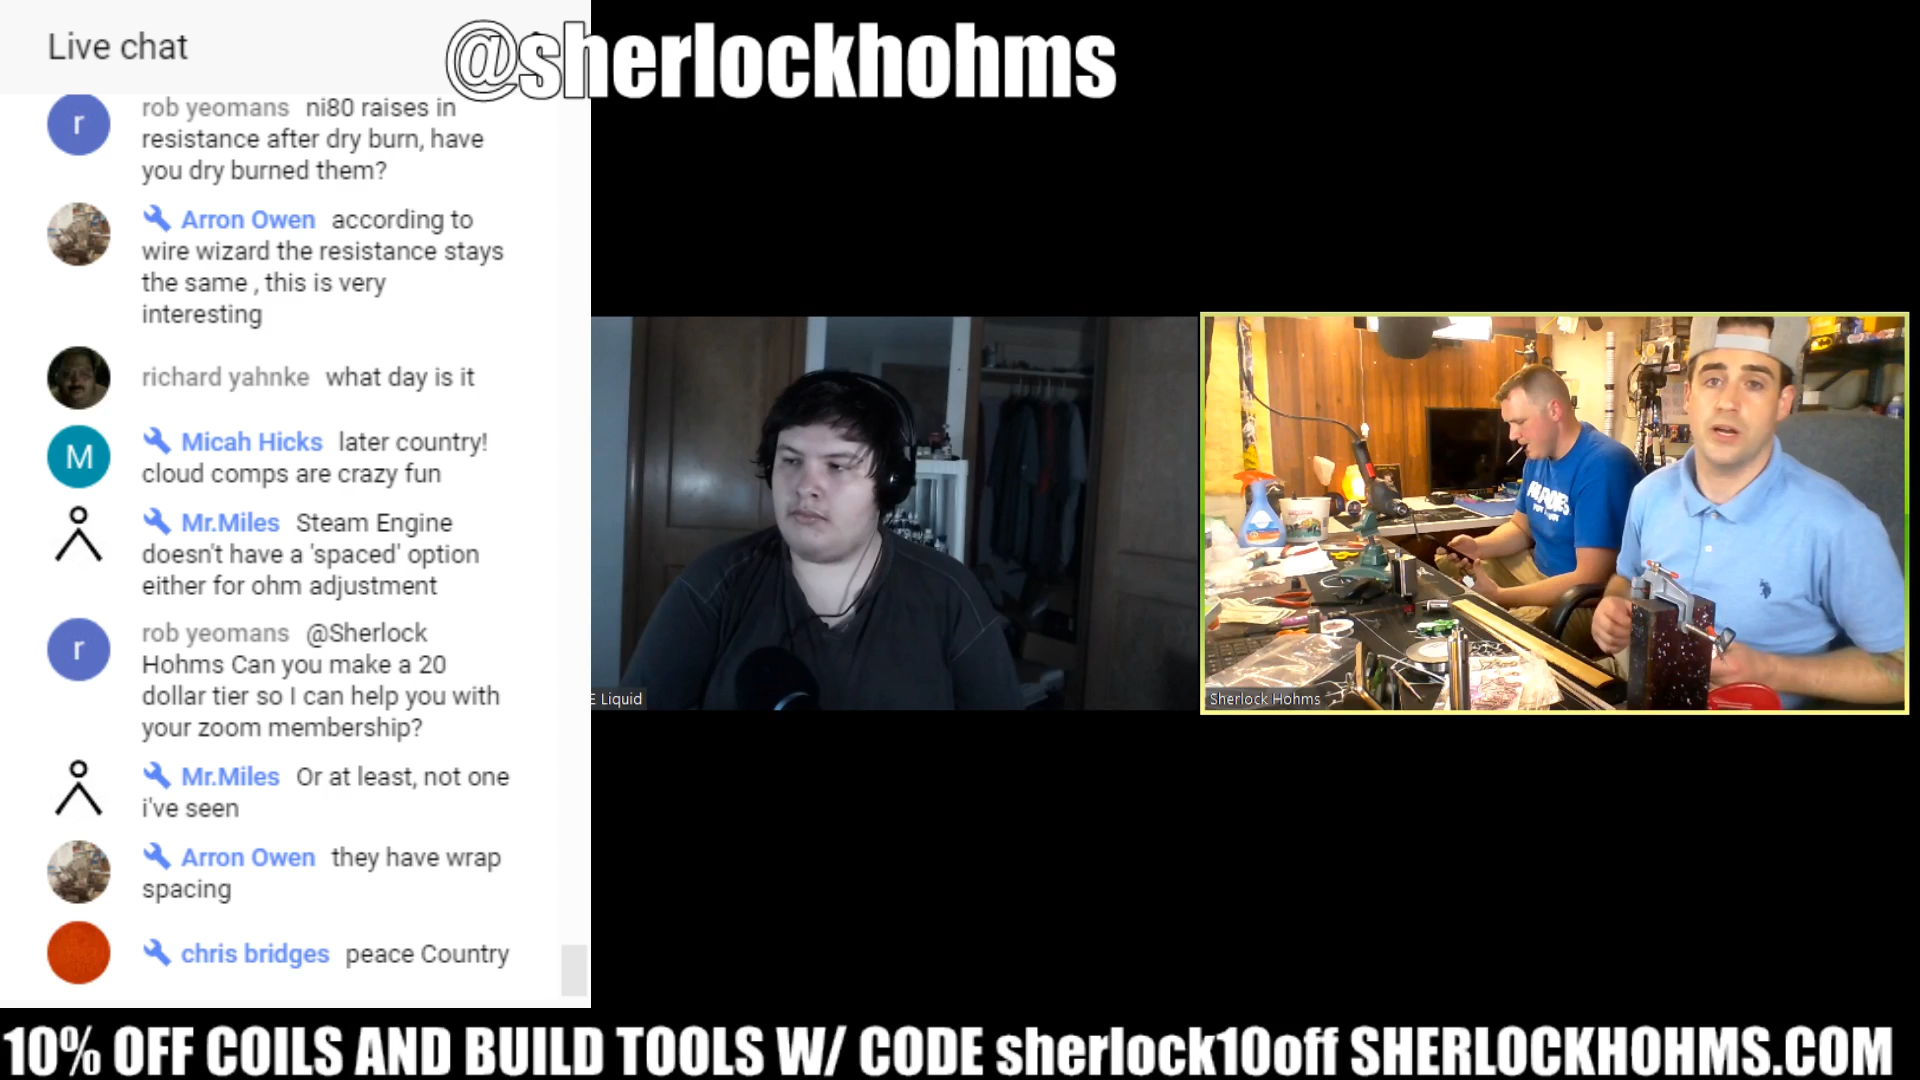 Live chat
@sherlockhohms
rob yeomans ni80 raises in
resistance after dry burn, have
you dry burned them?
Arron Owen according to
wire wizard the resistance stays
the same , this is very
interesting
richard yahnke what day is it
M
Micah Hicks later country!
cloud comps are crazy fun
Mr.Miles Steam Engine
doesn't have a 'spaced' option
either for ohm adjustment
r
rob yeomans @Sherlock
Hohms Can you make a 20
dollar tier so I can help you with
your zoom membership?
Mr.Miles Or at least, not one
i've seen
Arron Owen they have wrap
spacing
chris bridges peace Country
E Liquid
Sherlock Hohms
10% OFF COILS AND BUILD TOOLS W/ CODE sherlock10off SHERLOCKHOHMS.COM